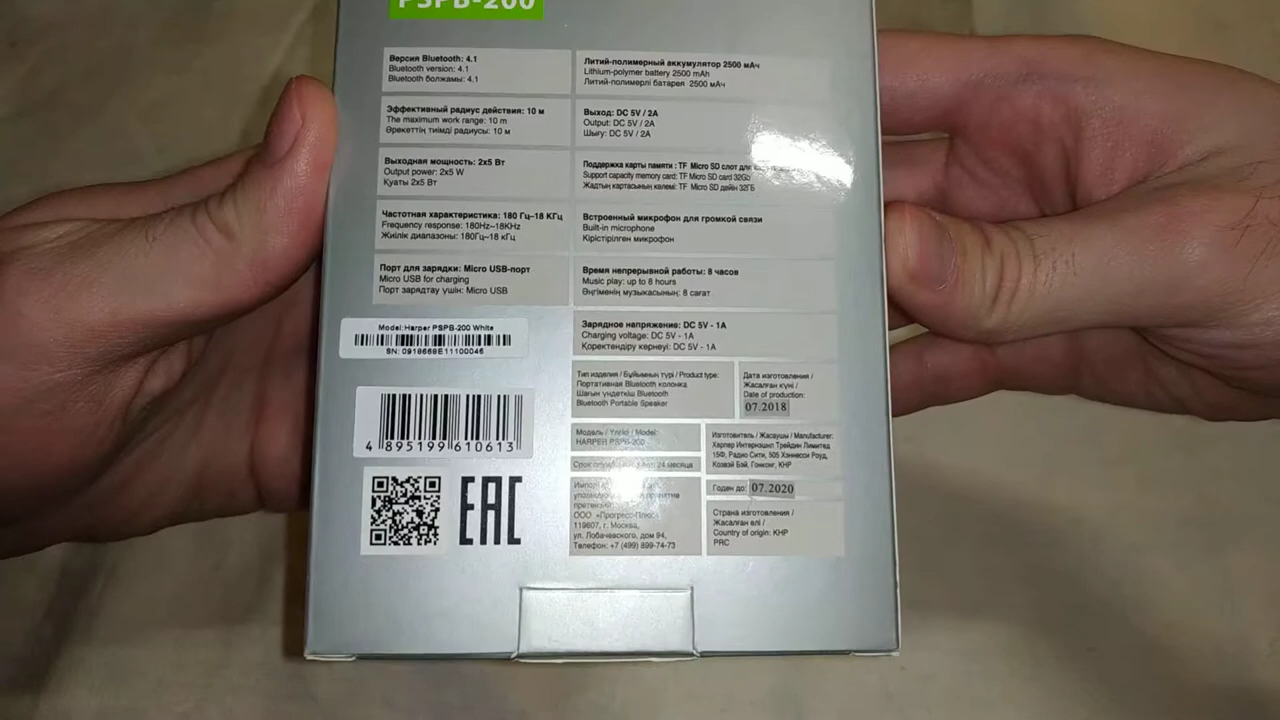 PSPB-200
Версия Bluetooth: 4.1
Bluetooth version: 4.1
Bluetooth болжамы: 4.1
Эффективный радиус действия: 10 м
The maximum work range: 10 m
Әрекеттің тиімді радиусы: 10 м
Выходная мощность: 2x5 Вт
Output power: 2x5 W
Қуаты 2x5 Вт
Частотная характеристика: 180 Гц–18 КГц
Frequency response: 180Hz~18KHz
Жиілік диапазоны: 180Гц~18 кГц
Порт для зарядки: Micro USB-порт
Micro USB for charging
Порт зарядтау үшін: Micro USB
Литий-полимерный аккумулятор 2500 мАч
Lithium-polymer battery 2500 mAh
Литий-полимерлі батарея 2500 мАч
Выход: DC 5V / 2A
Output: DC 5V / 2A
Шығу: DC 5V / 2A
Поддержка карты памяти : TF Micro SD слот для
Support capacity memory card: TF Micro SD card 32Gb
Жадтың картасының көлемі: TF Micro SD дейін 32ГБ
Встроенный микрофон для громкой связи
Built-in microphone
Кірістірілген микрофон
Время непрерывной работы: 8 часов
Music play: up to 8 hours
Әңгіменің музыкасының: 8 сағат
Зарядное напряжение: DC 5V - 1A
Charging voltage: DC 5V - 1A
Қоректендіру кернеуі: DC 5V - 1A
Model:Harper PSPB-200 White
SN: 0918668E11100046
4 895199 610613
EAC
Тип изделия / Бұйымның түрі / Product type:
Портативная Bluetooth колонка
Шағын үндеткіш Bluetooth
Bluetooth Portable Speaker
Дата изготовления /
Жасалған күні /
Date of production:
07.2018
Модель / Үлгісі / Model:
HARPER PSPB-200
Срок 24 месяца
претензий
ООО «Прогресс-Плюс»
119607, г. Москва,
ул. Лобачевского, дом 94,
Телефон: +7 (499) 899-74-73
Изготовитель / Жасаушы / Manufacturer:
Харпер Интернэшнл Трейдин Лимитед
15Ф, Радио Сити, 505 Хэннесси Роуд,
Козвэй Бэй, Гонконг, КНР
Годен до: 07.2020
Страна изготовления /
Жасалған елі /
Country of origin: КНР
PRC